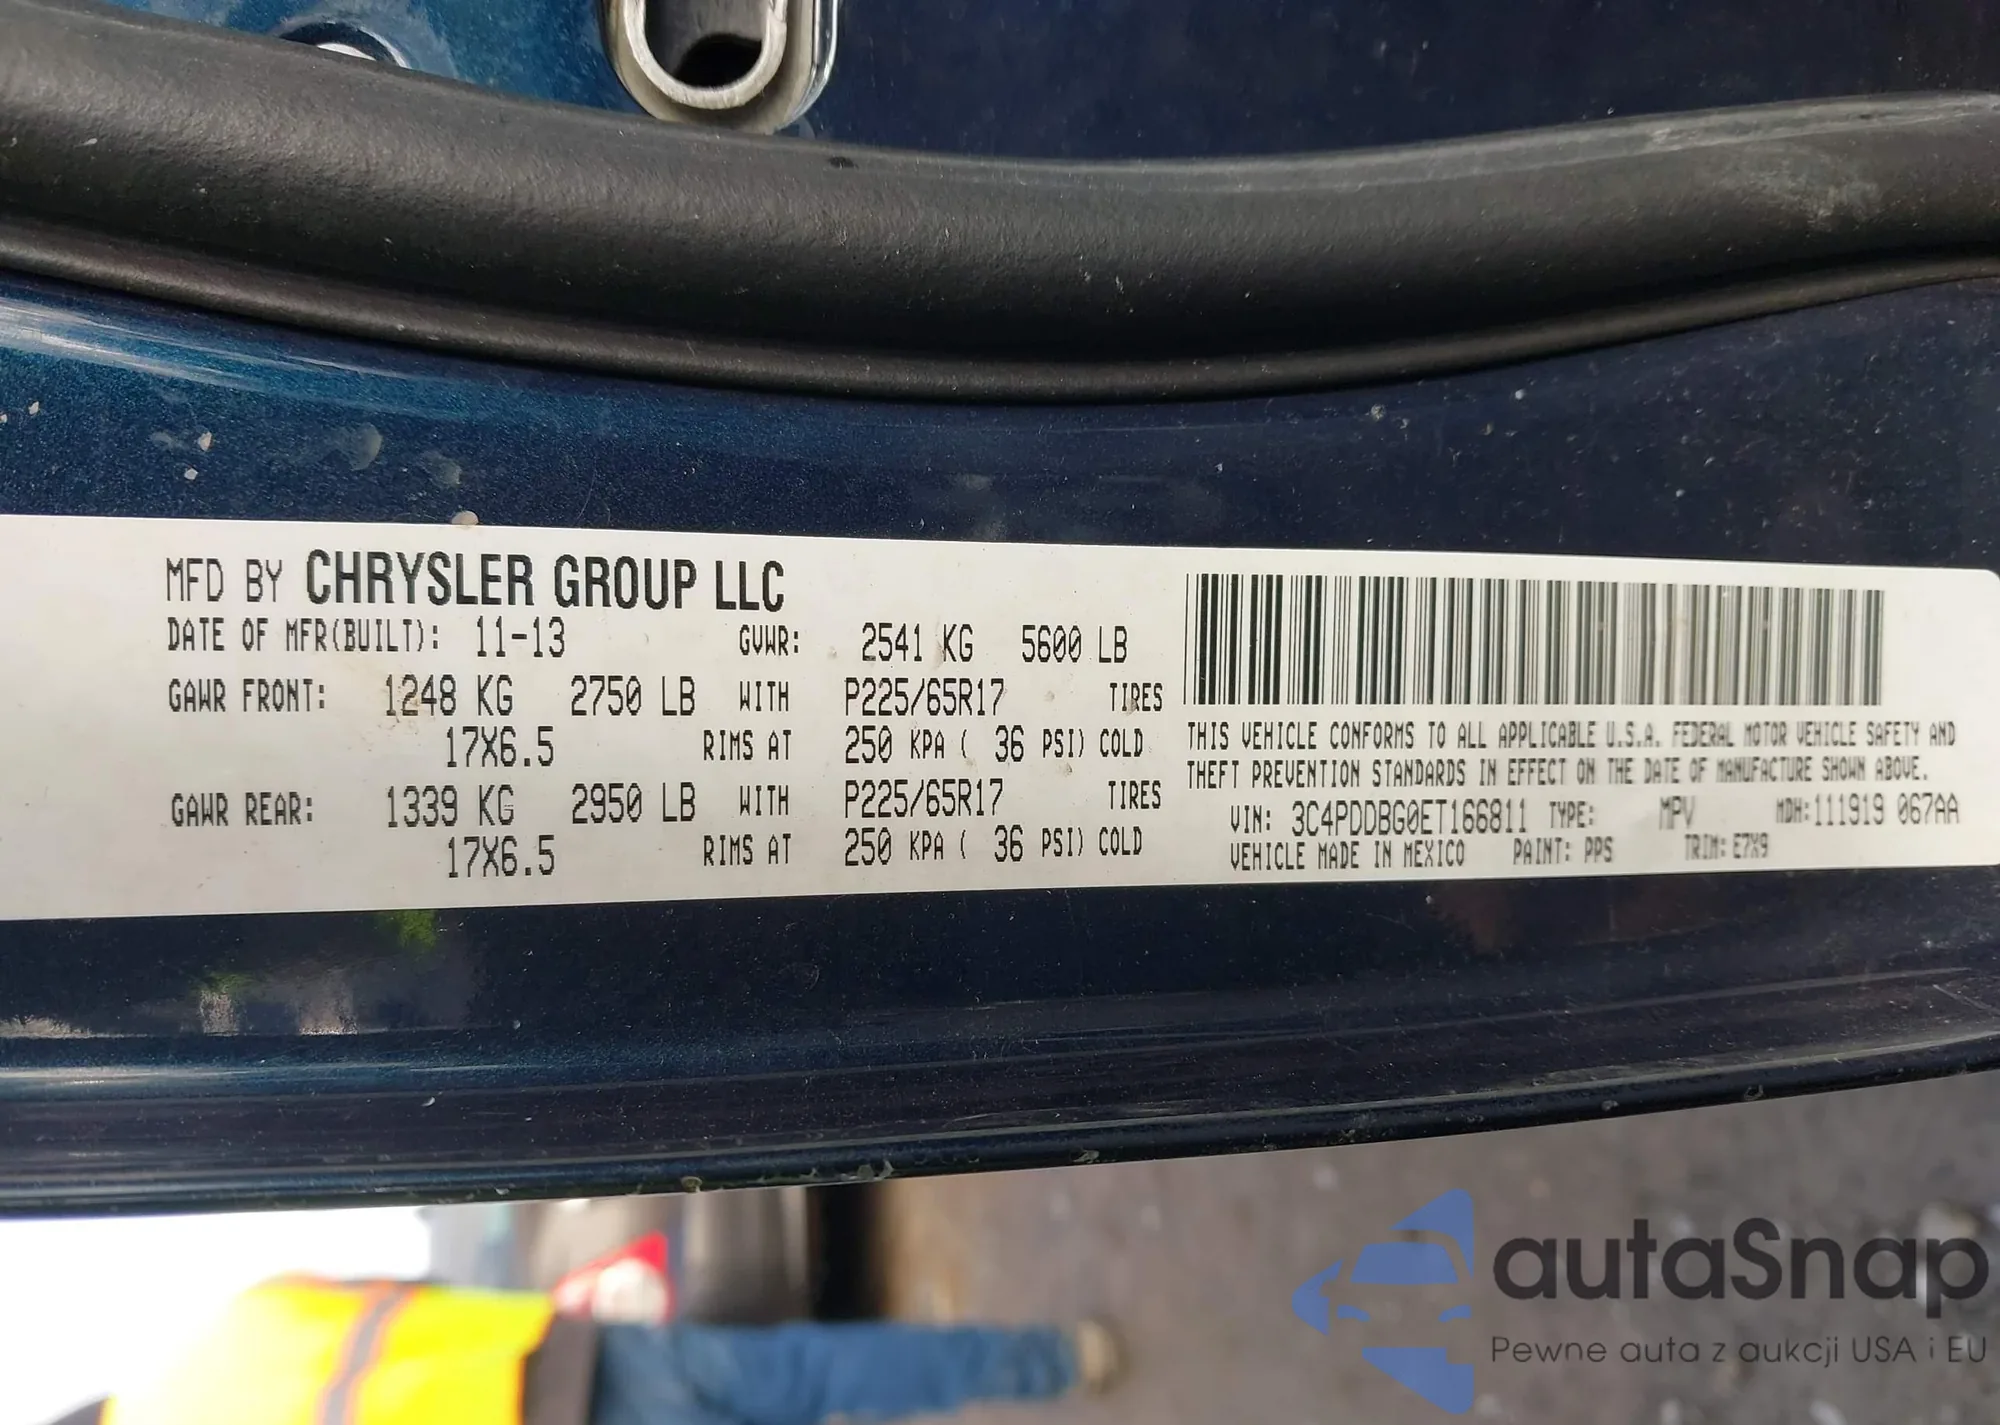 MFD BY CHRYSLER GROUP LLC
DATE OF MFR(BUILT): 11-13 GVWR: 2541 KG 5600 LB
GAWR FRONT: 1248 KG 2750 LB WITH P225/65R17 TIRES
17X6.5 RIMS AT 250 KPA ( 36 PSI) COLD
GAWR REAR: 1339 KG 2950 LB WITH P225/65R17 TIRES
17X6.5 RIMS AT 250 KPA ( 36 PSI) COLD
THIS VEHICLE CONFORMS TO ALL APPLICABLE U.S.A. FEDERAL MOTOR VEHICLE SAFETY AND
THEFT PREVENTION STANDARDS IN EFFECT ON THE DATE OF MANUFACTURE SHOWN ABOVE.
VIN: 3C4PDDBG0ET166811 TYPE: MPV MDH:111919 067AA
VEHICLE MADE IN MEXICO PAINT: PPS TRIM: E7X9
autaSnap
Pewne auta z aukcji USA i EU